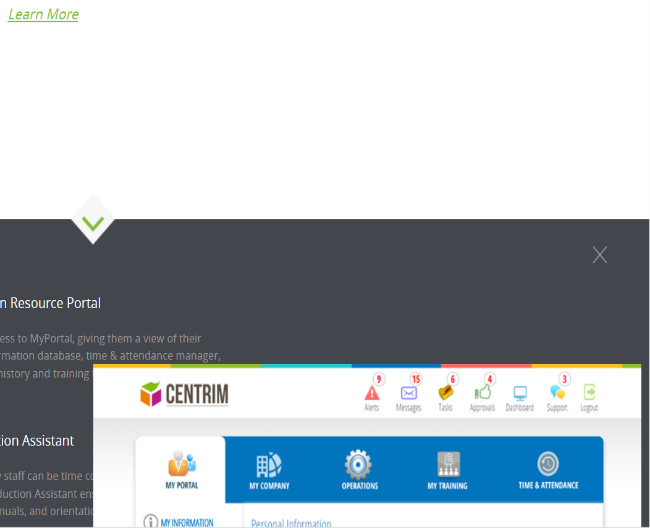 Learn More
n Resource Portal
ess to MyPortal, giving them a view of their
rmation database, time & attendance manager,
history and training
tion Assistant
staff can be time co
duction Assistant ens
nuals, and orientatio
CENTRIM
9 15 6 4 3
Alerts Messages Tasks Approvals Dashboard Support Logout
MY PORTAL MY COMPANY OPERATIONS MY TRAINING TIME & ATTENDANCE
MY INFORMATION
Personal Information